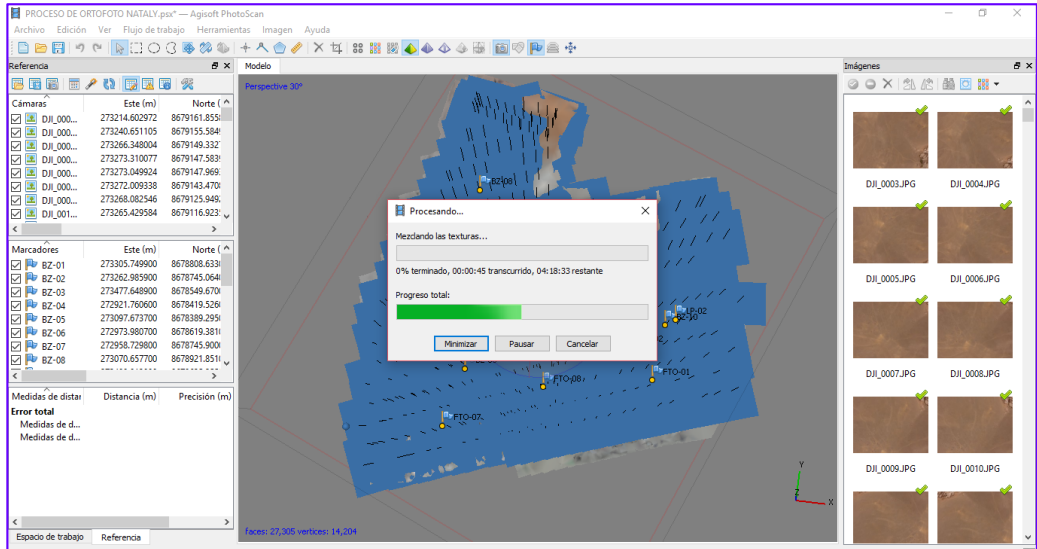 PROCESO DE ORTOFOTO NATALY.psx* — Agisoft PhotoScan
Archivo Edición Ver Flujo de trabajo Herramientas Imagen Ayuda
Referencia
Modelo
Imágenes
Cámaras Este (m) Norte (
DJI_000... 273214.602972 8679161.855
DJI_000... 273240.651105 8679155.584
DJI_000... 273266.348004 8679149.332
DJI_000... 273273.310077 8679147.583
DJI_000... 273273.049924 8679147.969
DJI_000... 273272.009338 8679143.470
DJI_000... 273268.082546 8679125.949
DJI_001... 273265.429584 8679116.923
Marcadores Este (m) Norte (
BZ-01 273305.749900 8678808.633
BZ-02 273262.985900 8678745.064
BZ-03 273477.648900 8678549.670
BZ-04 272921.760600 8678419.526
BZ-05 273097.673700 8678389.295
BZ-06 272973.980700 8678619.381
BZ-07 272958.729800 8678745.900
BZ-08 273070.657700 8678921.851
Medidas de distar Distancia (m) Precisión (m)
Error total
Medidas de d...
Medidas de d...
Espacio de trabajo Referencia
Perspective 30°
BZ-08
LP-02
BZ-10
FTO-01
FTO-08
FTO-07
Procesando...
Mezclando las texturas...
0% terminado, 00:00:45 transcurrido, 04:18:33 restante
Progreso total:
Minimizar Pausar Cancelar
Y
Z
X
faces: 27,305 vertices: 14,204
DJI_0003.JPG DJI_0004.JPG
DJI_0005.JPG DJI_0006.JPG
DJI_0007.JPG DJI_0008.JPG
DJI_0009.JPG DJI_0010.JPG